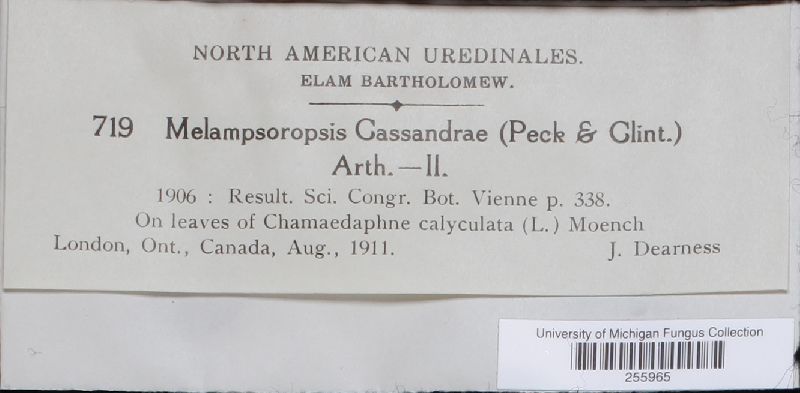 NORTH AMERICAN UREDINALES.
ELAM BARTHOLOMEW.
719 Melampsoropsis Cassandrae (Peck & Clint.)
Arth.—II.
1906 : Result. Sci. Congr. Bot. Vienne p. 338.
On leaves of Chamaedaphne calyculata (L.) Moench
London, Ont., Canada, Aug., 1911. J. Dearness
University of Michigan Fungus Collection
255965